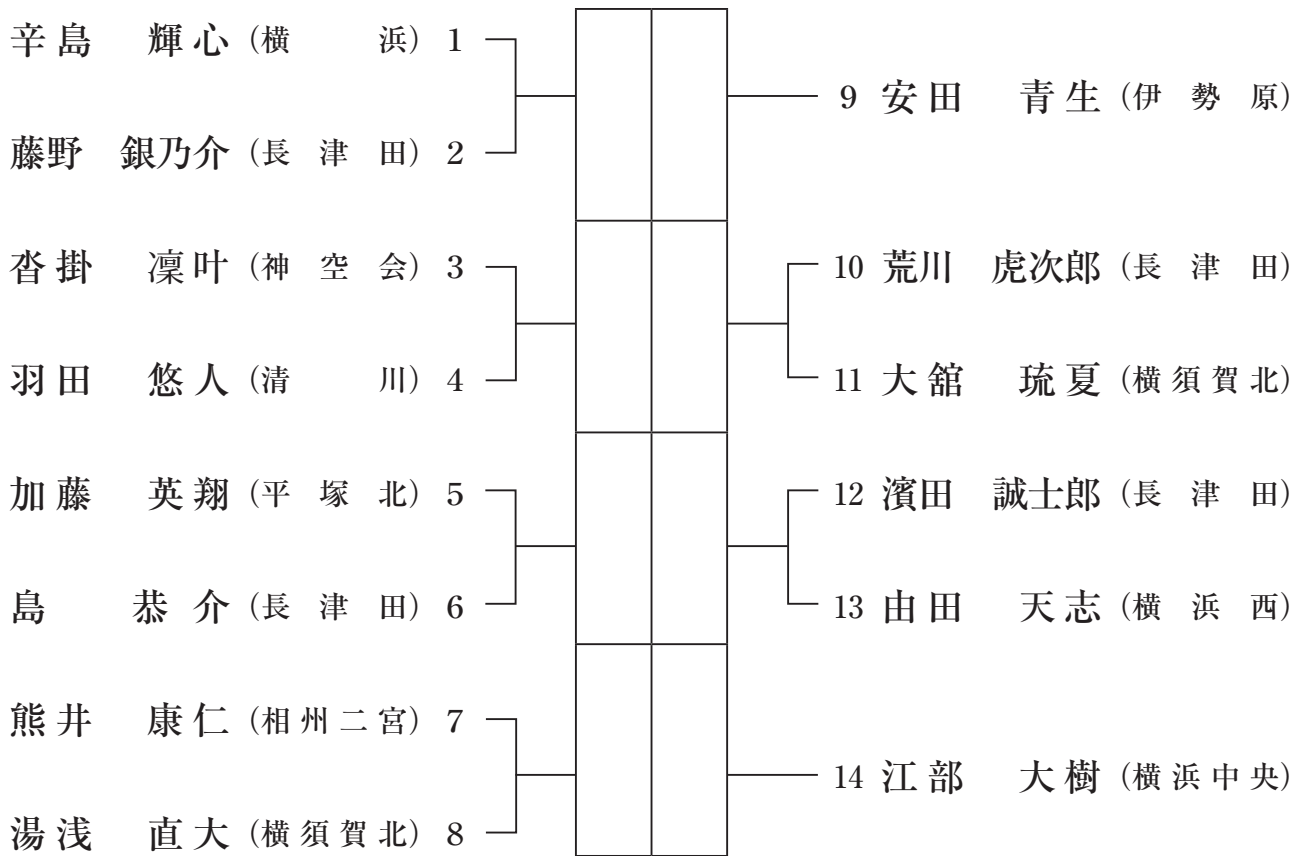 辛島 輝心 (横 浜) 1
藤野 銀乃介 (長 津 田) 2
沓掛 凜叶 (神 空 会) 3
羽田 悠人 (清 川) 4
加藤 英翔 (平 塚 北) 5
島 恭介 (長 津 田) 6
熊井 康仁 (相 州 二 宮) 7
湯浅 直大 (横 須 賀 北) 8
9 安田 青生 (伊 勢 原)
10 荒川 虎次郎 (長 津 田)
11 大舘 琉夏 (横 須 賀 北)
12 濱田 誠士郎 (長 津 田)
13 由田 天志 (横 浜 西)
14 江部 大樹 (横 浜 中 央)